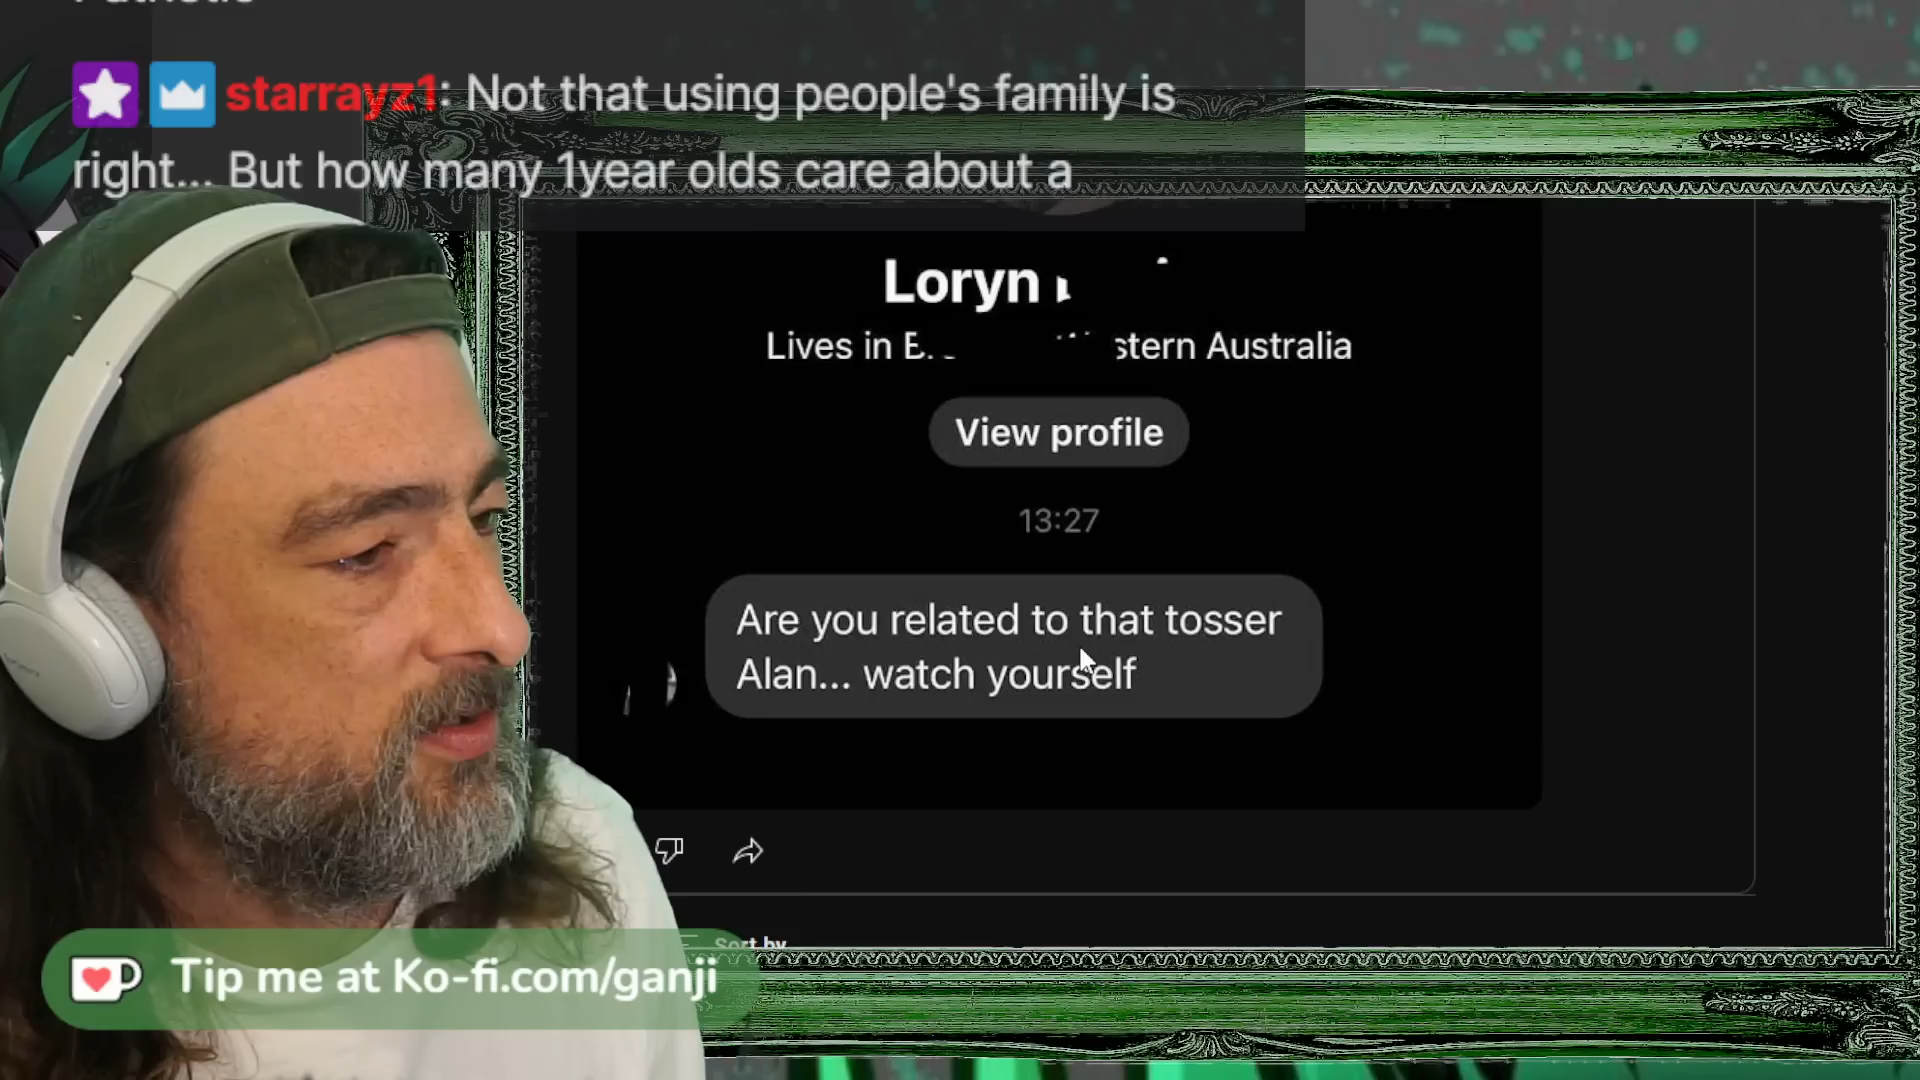 starrayz1: Not that using people's family is
right... But how many 1year olds care about a
Loryn
Lives in stern Australia
View profile
13:27
Are you related to that tosser
Alan... watch yourself
Sort by
Tip me at Ko-fi.com/ganji